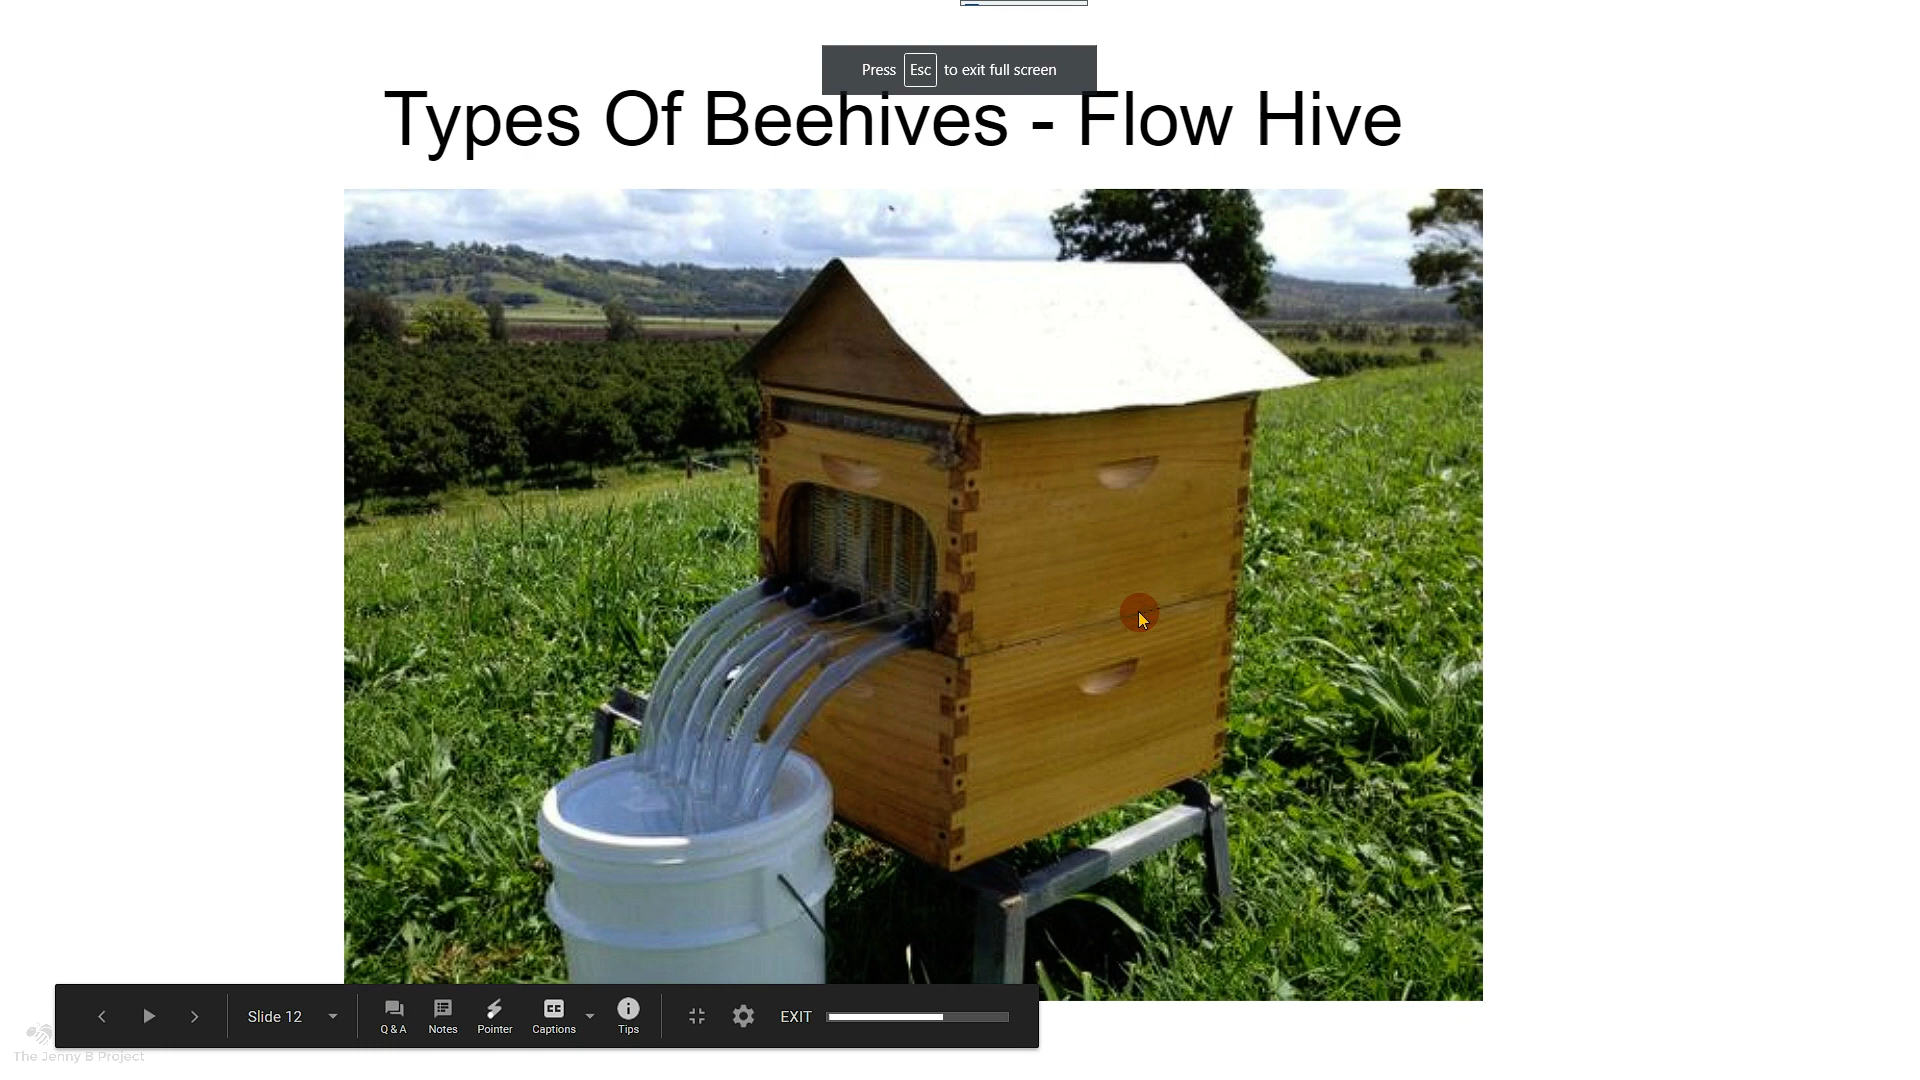 Press Esc to exit full screen
Types Of Beehives - Flow Hive
Slide 12
Q & A
Notes
Pointer
CC
Captions
Tips
EXIT
The Jenny B Project